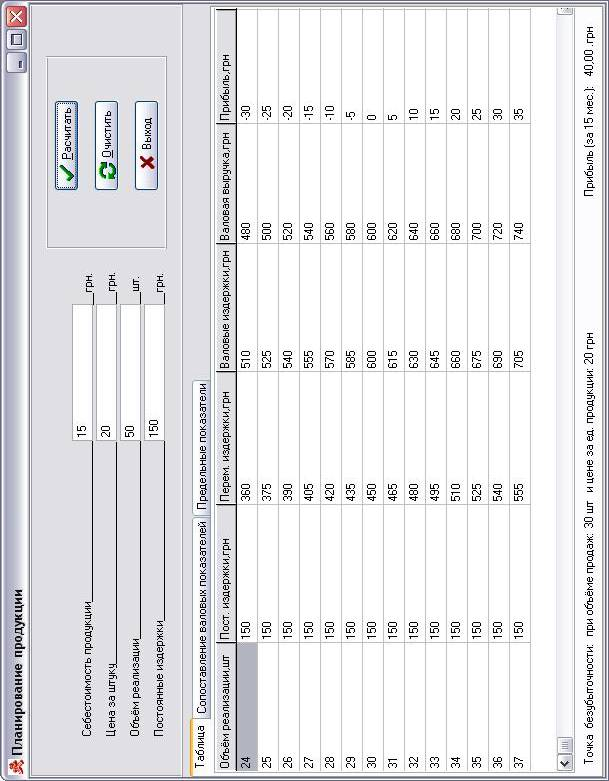 Планирование продукции
Себестоимость продукции 15 грн.
Цена за штуку 20 грн.
Объём реализации 50 шт.
Постоянные издержки 150 грн.
Расчитать
Очистить
Выход
Таблица Сопоставление валовых показателей Предельные показатели
Объём реализации,шт Пост. издержки,грн Перем. издержки,грн Валовые издержки,грн Валовая выручка,грн Прибыль,грн
24 150 360 510 480 -30
25 150 375 525 500 -25
26 150 390 540 520 -20
27 150 405 555 540 -15
28 150 420 570 560 -10
29 150 435 585 580 -5
30 150 450 600 600 0
31 150 465 615 620 5
32 150 480 630 640 10
33 150 495 645 660 15
34 150 510 660 680 20
35 150 525 675 700 25
36 150 540 690 720 30
37 150 555 705 740 35
Точка безубыточности: при объёме продаж: 30 шт и цене за ед. продукции: 20 грн Прибыль (за 15 мес.): 40,00 .грн